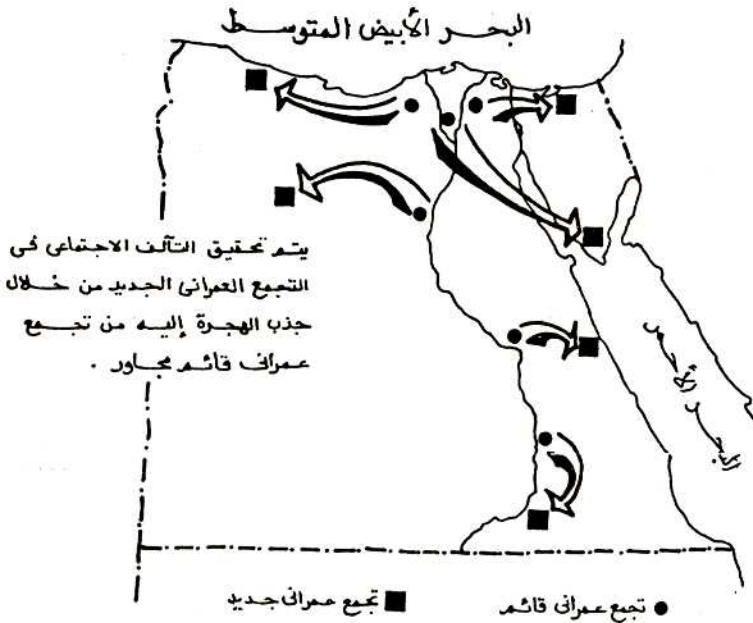 البحر الأبيض المتوسط
يتم تحقيق التآلف الاجتماعى فى
التجمع العمرانى الجديد من خلال
جذب الهجرة إليه من تجمع
عمرانى قائم مجاور .
البحر الأحمر
● تجمع عمرانى قائم
■ تجمع عمرانى جديد